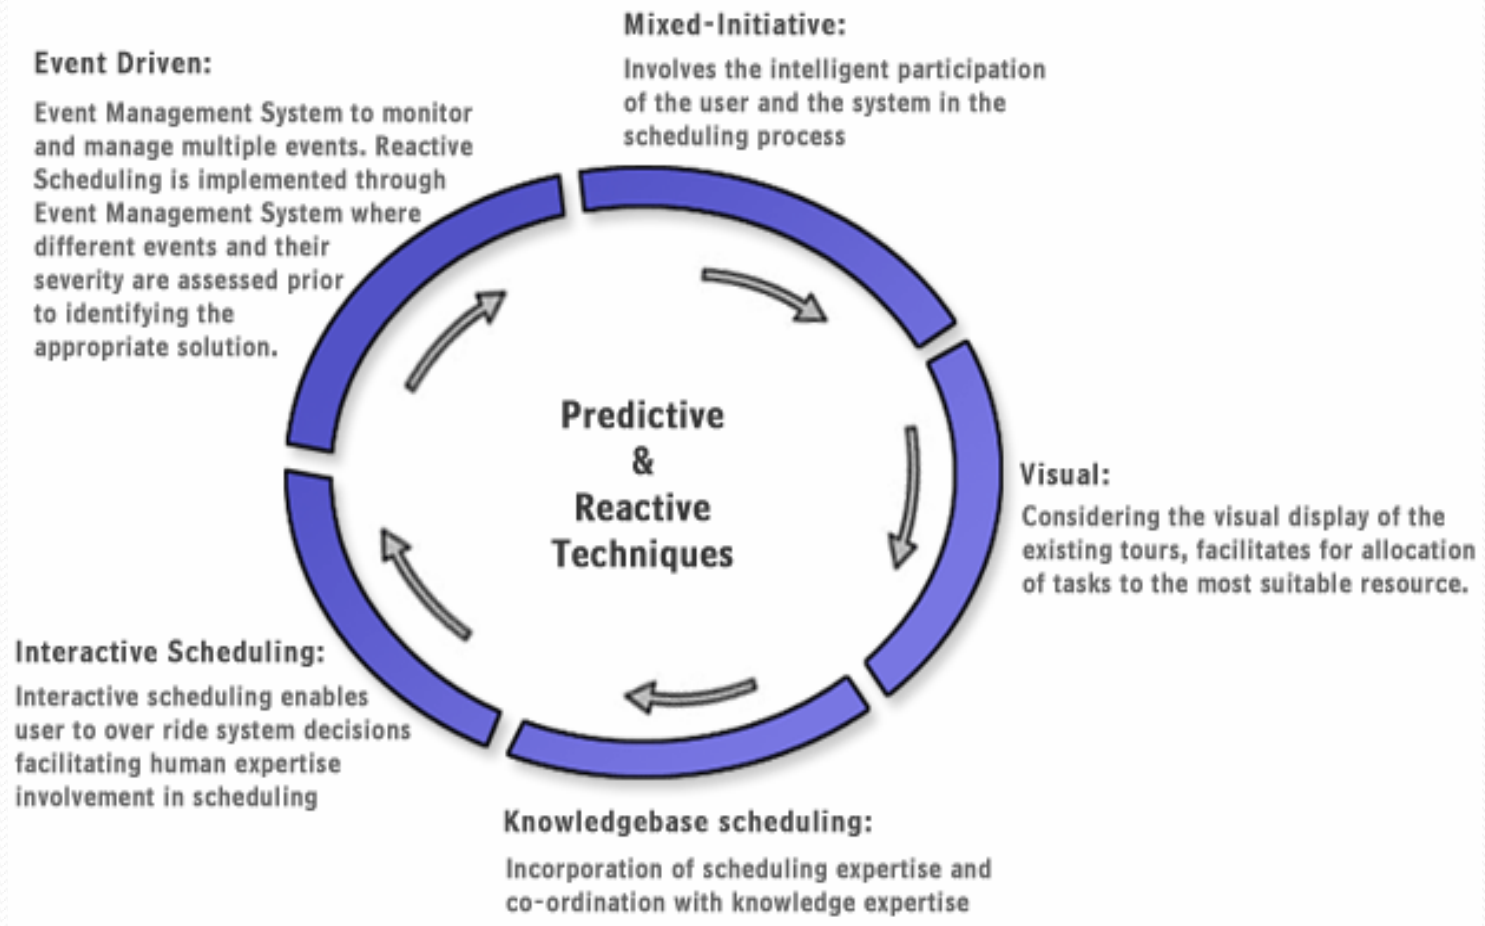 Mixed-Initiative:
Involves the intelligent participation
of the user and the system in the
scheduling process
Event Driven:
Event Management System to monitor
and manage multiple events. Reactive
Scheduling is implemented through
Event Management System where
different events and their
severity are assessed prior
to identifying the
appropriate solution.
Predictive
&
Reactive
Techniques
Visual:
Considering the visual display of the
existing tours, facilitates for allocation
of tasks to the most suitable resource.
Interactive Scheduling:
Interactive scheduling enables
user to over ride system decisions
facilitating human expertise
involvement in scheduling
Knowledgebase scheduling:
Incorporation of scheduling expertise and
co-ordination with knowledge expertise